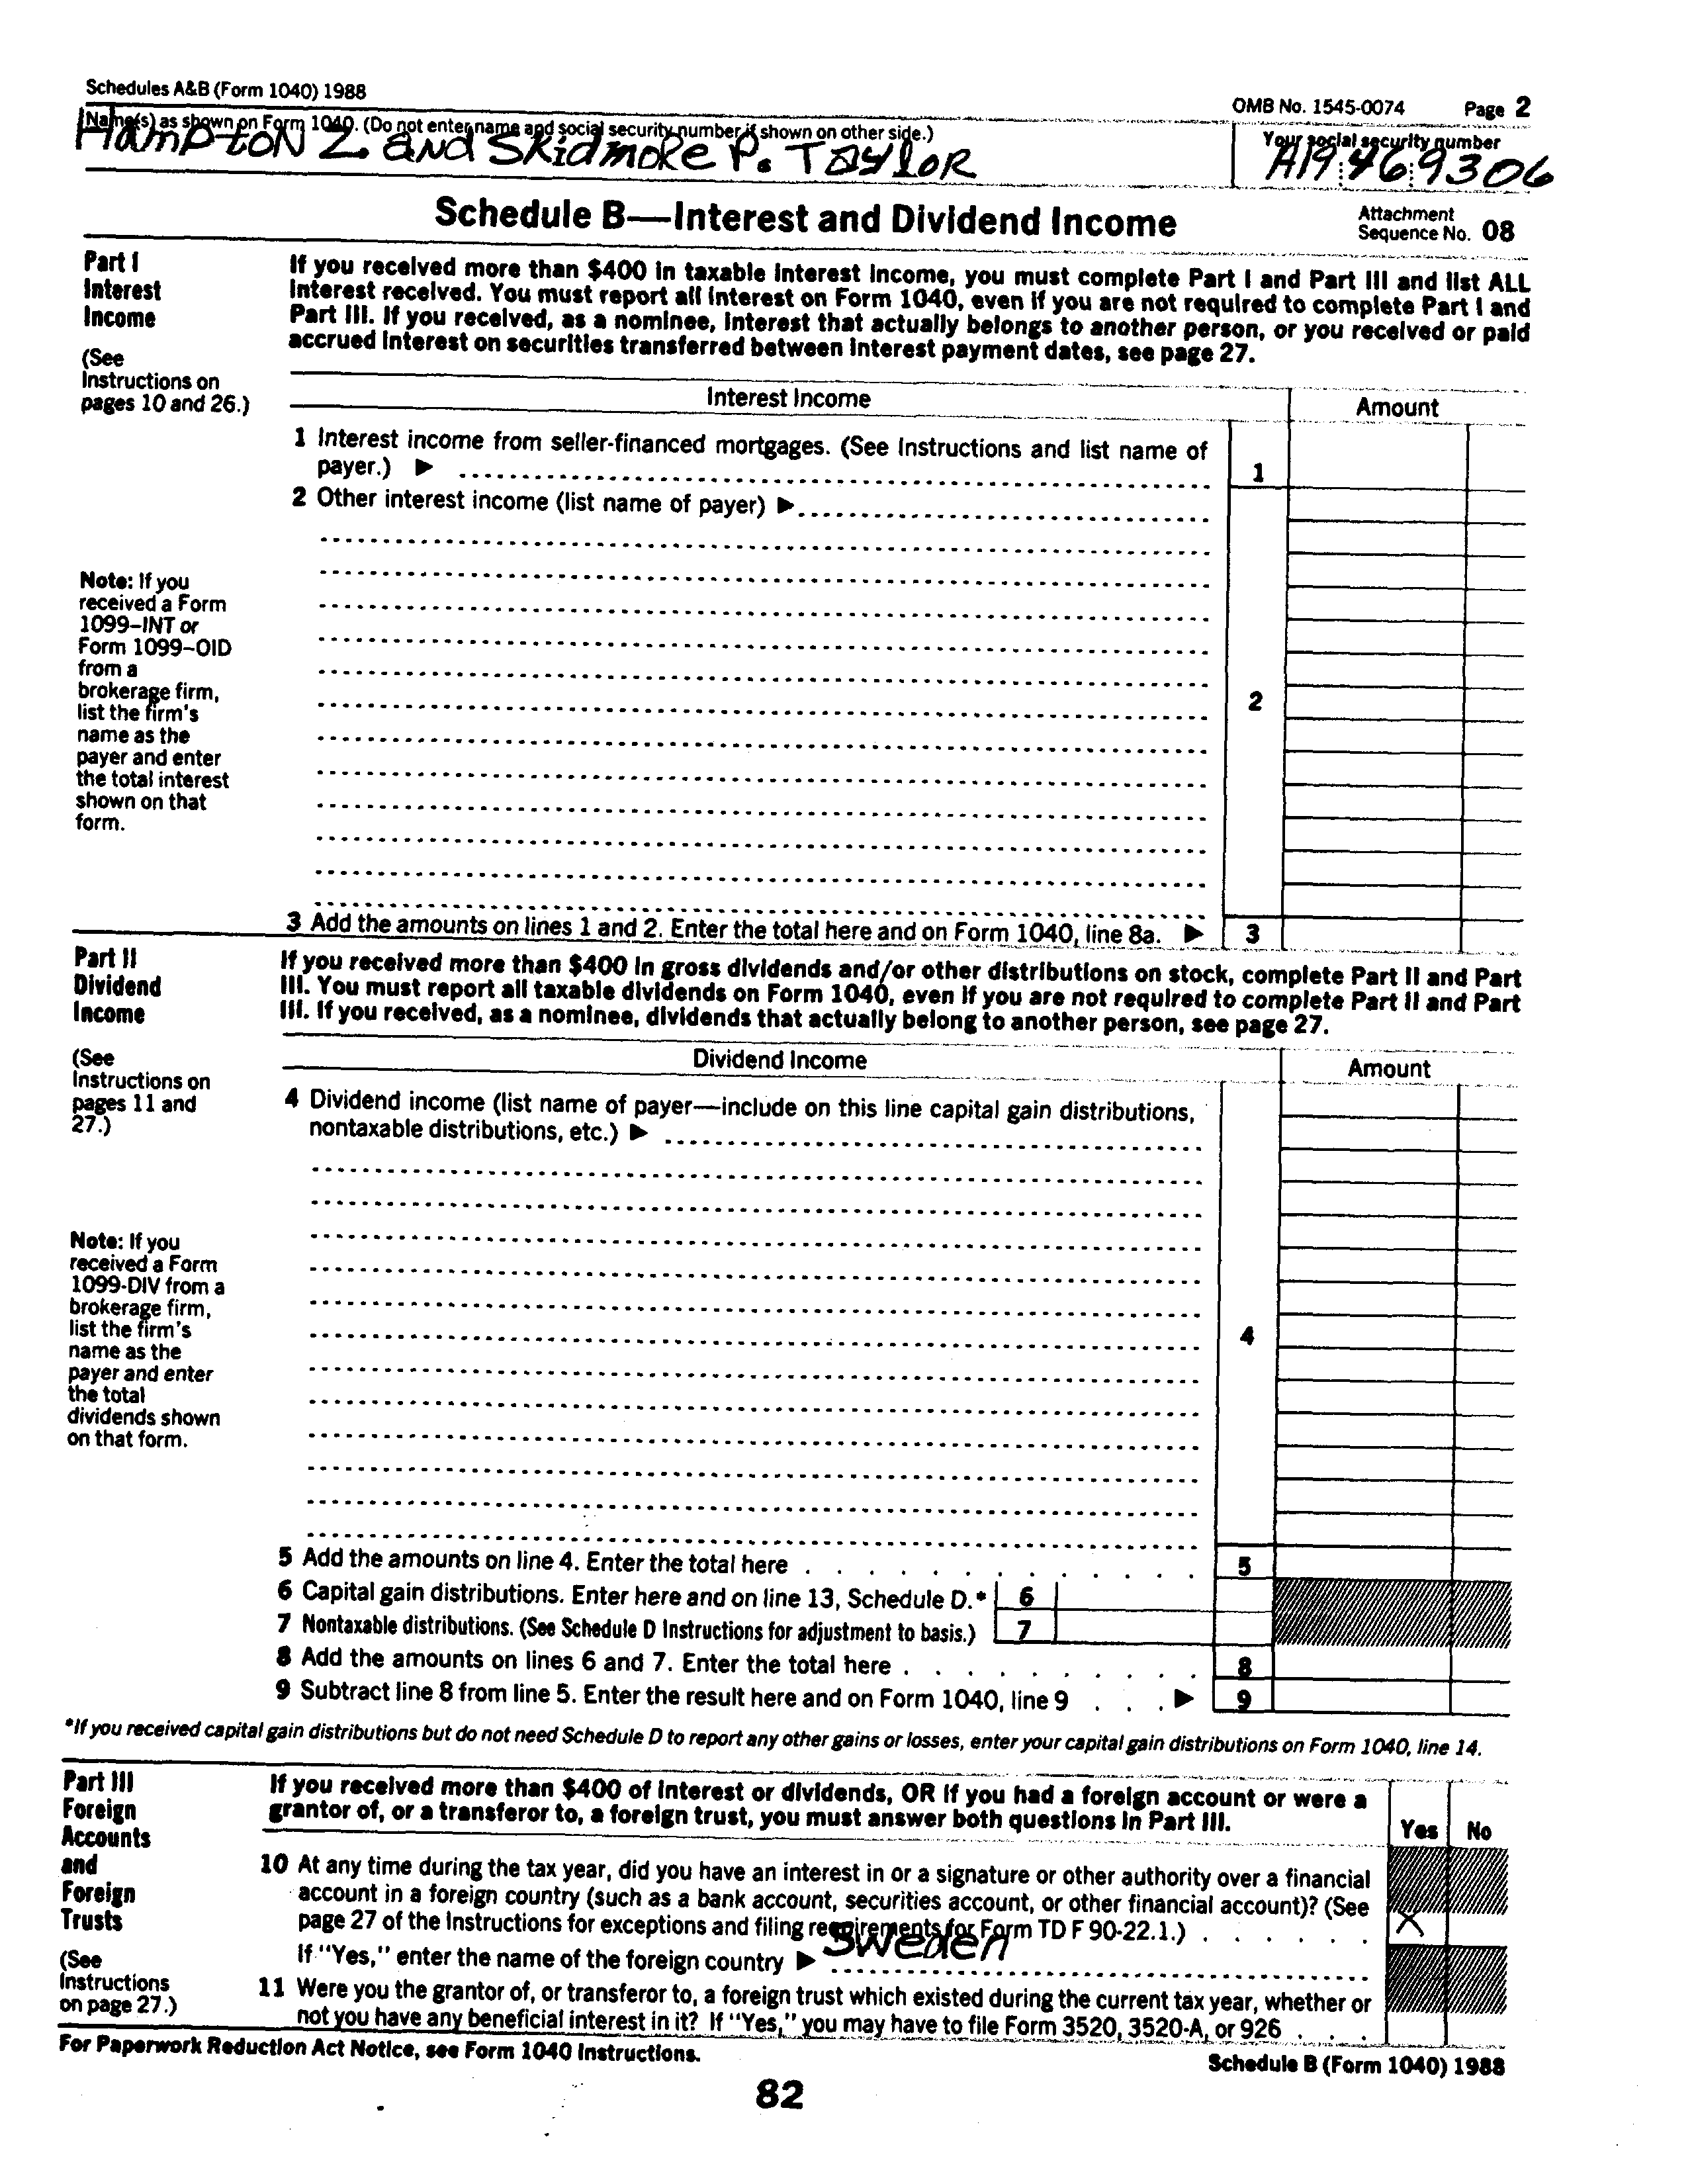 Schedules A&B (Form 1040) 1988
OMB No. 1545-0074 Page 2
Name(s) as shown on Form 1040. (Do not enter name and social security number if shown on other side.)
Your social security number
Hampton Z. and Skidmore P. Taylor
A19 46 9306
Schedule B—Interest and Dividend Income
Attachment
Sequence No. 08
Part I
Interest
Income
(See
Instructions on
pages 10 and 26.)
If you received more than $400 in taxable interest income, you must complete Part I and Part III and list ALL
interest received. You must report all interest on Form 1040, even if you are not required to complete Part I and
Part III. If you received, as a nominee, interest that actually belongs to another person, or you received or paid
accrued interest on securities transferred between interest payment dates, see page 27.
Interest Income
Amount
1 Interest income from seller-financed mortgages. (See Instructions and list name of
payer.) ▶
1
2 Other interest income (list name of payer) ▶
Note: If you
received a Form
1099–INT or
Form 1099–OID
from a
brokerage firm,
list the firm's
name as the
payer and enter
the total interest
shown on that
form.
2
3 Add the amounts on lines 1 and 2. Enter the total here and on Form 1040, line 8a. ▶ 3
Part II
Dividend
Income
(See
Instructions on
pages 11 and
27.)
If you received more than $400 in gross dividends and/or other distributions on stock, complete Part II and Part
III. You must report all taxable dividends on Form 1040, even if you are not required to complete Part II and Part
III. If you received, as a nominee, dividends that actually belong to another person, see page 27.
Dividend Income
Amount
4 Dividend income (list name of payer—include on this line capital gain distributions,
nontaxable distributions, etc.) ▶
Note: If you
received a Form
1099-DIV from a
brokerage firm,
list the firm's
name as the
payer and enter
the total
dividends shown
on that form.
4
5 Add the amounts on line 4. Enter the total here . . . . . . . . . . . . 5
6 Capital gain distributions. Enter here and on line 13, Schedule D.* 6
7 Nontaxable distributions. (See Schedule D Instructions for adjustment to basis.) 7
8 Add the amounts on lines 6 and 7. Enter the total here . . . . . . . . . 8
9 Subtract line 8 from line 5. Enter the result here and on Form 1040, line 9 . . . ▶ 9
*If you received capital gain distributions but do not need Schedule D to report any other gains or losses, enter your capital gain distributions on Form 1040, line 14.
Part III
Foreign
Accounts
and
Foreign
Trusts
(See
Instructions
on page 27.)
If you received more than $400 of interest or dividends, OR if you had a foreign account or were a
grantor of, or a transferor to, a foreign trust, you must answer both questions in Part III.
Yes No
10 At any time during the tax year, did you have an interest in or a signature or other authority over a financial
account in a foreign country (such as a bank account, securities account, or other financial account)? (See
page 27 of the Instructions for exceptions and filing requirements for Form TD F 90-22.1.) . . . . . . X
If "Yes," enter the name of the foreign country ▶ Sweden
11 Were you the grantor of, or transferor to, a foreign trust which existed during the current tax year, whether or
not you have any beneficial interest in it? If "Yes," you may have to file Form 3520, 3520-A, or 926 . . .
For Paperwork Reduction Act Notice, see Form 1040 Instructions.
Schedule B (Form 1040) 1988
82